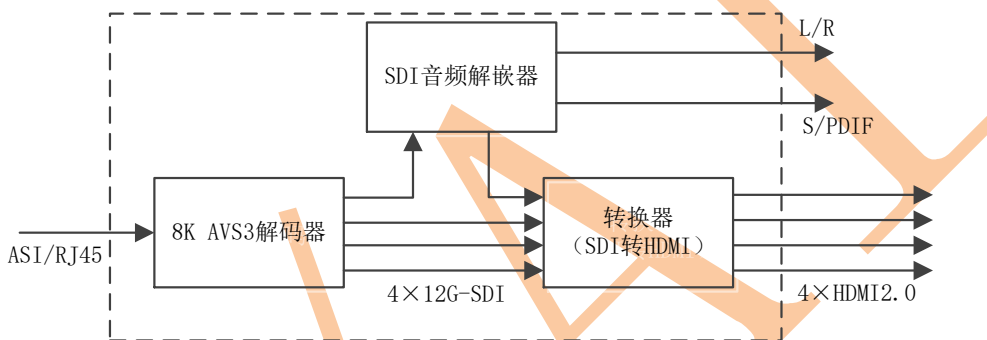 L/R
SDI音频解嵌器
S/PDIF
8K AVS3解码器
转换器
（SDI转HDMI）
ASI/RJ45
4×12G-SDI
4×HDMI2.0